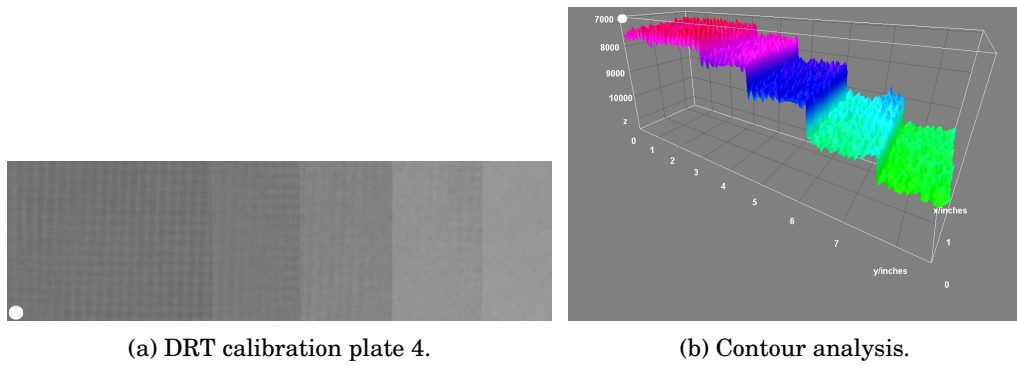 7000
8000
9000
10000
z
0
1
2
3
4
5
6
7
y/inches
x/inches
1
0
(a) DRT calibration plate 4.
(b) Contour analysis.